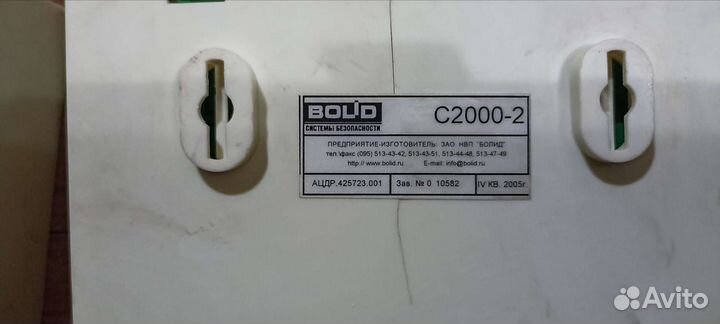 BOLID
СИСТЕМЫ БЕЗОПАСНОСТИ
С2000-2
ПРЕДПРИЯТИЕ-ИЗГОТОВИТЕЛЬ: ЗАО НВП "БОЛИД"
тел.\факс (095) 513-43-42, 513-43-51, 513-44-48, 513-47-49
http:// www.bolid.ru E-mail: info@bolid.ru
АЦДР.425723.001 Зав. № 0 10582 IV КВ. 2005г.
Avito